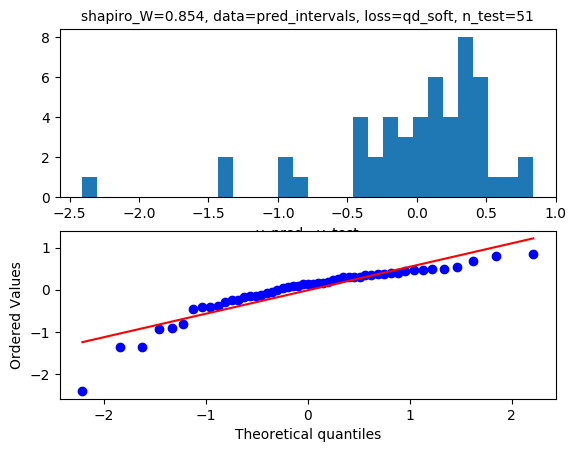 shapiro_W=0.854, data=pred_intervals, loss=qd_soft, n_test=51
8
6
4
2
0
-2.5 -2.0 -1.5 -1.0 -0.5 0.0 0.5 1.0
1
0
−1
−2
Ordered Values
−2 −1 0 1 2
Theoretical quantiles